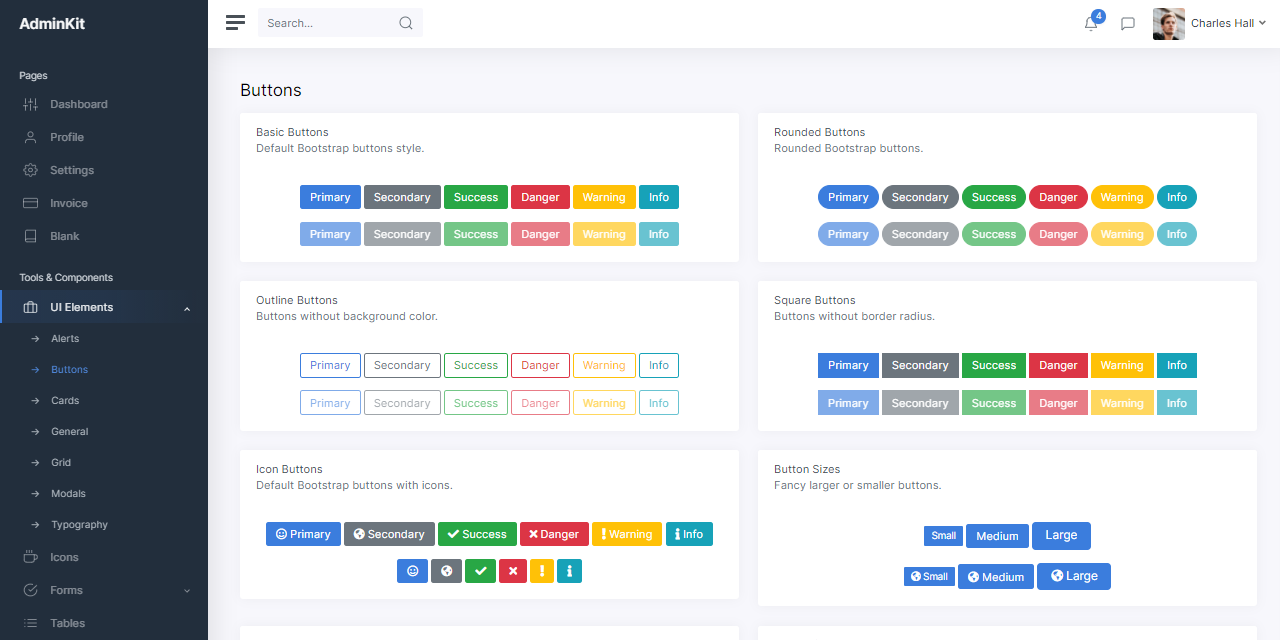 AdminKit
Search...
4
Charles Hall
Pages
Dashboard
Profile
Settings
Invoice
Blank
Tools & Components
UI Elements
Alerts
Buttons
Cards
General
Grid
Modals
Typography
Icons
Forms
Tables
Buttons
Basic Buttons
Default Bootstrap buttons style.
Primary Secondary Success Danger Warning Info
Primary Secondary Success Danger Warning Info
Rounded Buttons
Rounded Bootstrap buttons.
Primary Secondary Success Danger Warning Info
Primary Secondary Success Danger Warning Info
Outline Buttons
Buttons without background color.
Primary Secondary Success Danger Warning Info
Primary Secondary Success Danger Warning Info
Square Buttons
Buttons without border radius.
Primary Secondary Success Danger Warning Info
Primary Secondary Success Danger Warning Info
Icon Buttons
Default Bootstrap buttons with icons.
Primary Secondary Success Danger Warning Info
Button Sizes
Fancy larger or smaller buttons.
Small Medium Large
Small Medium Large